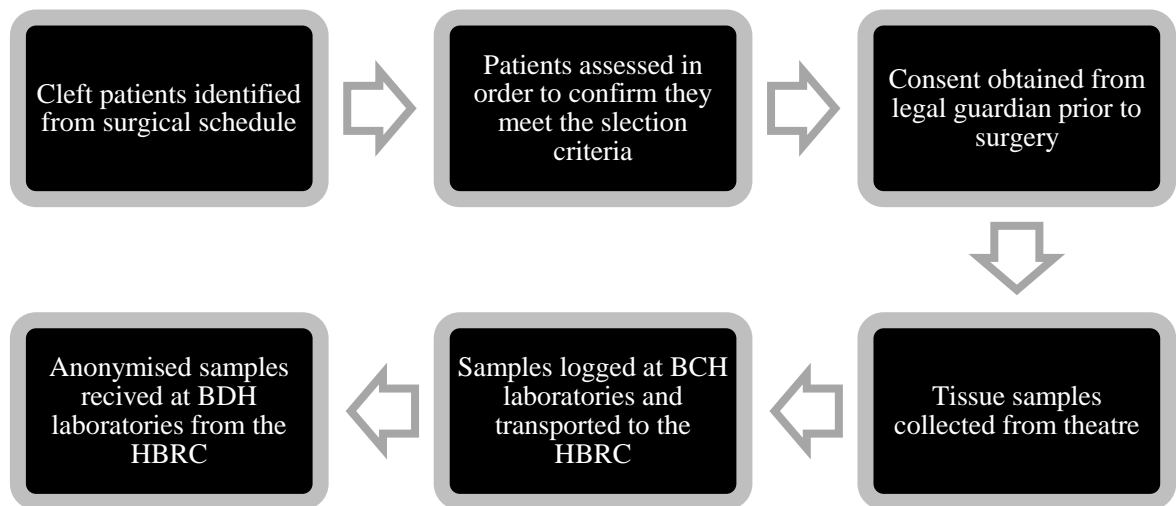 Cleft patients identified
from surgical schedule
Patients assessed in
order to confirm they
meet the slection
criteria
Consent obtained from
legal guardian prior to
surgery
Tissue samples
collected from theatre
Samples logged at BCH
laboratories and
transported to the
HBRC
Anonymised samples
recived at BDH
laboratories from the
HBRC